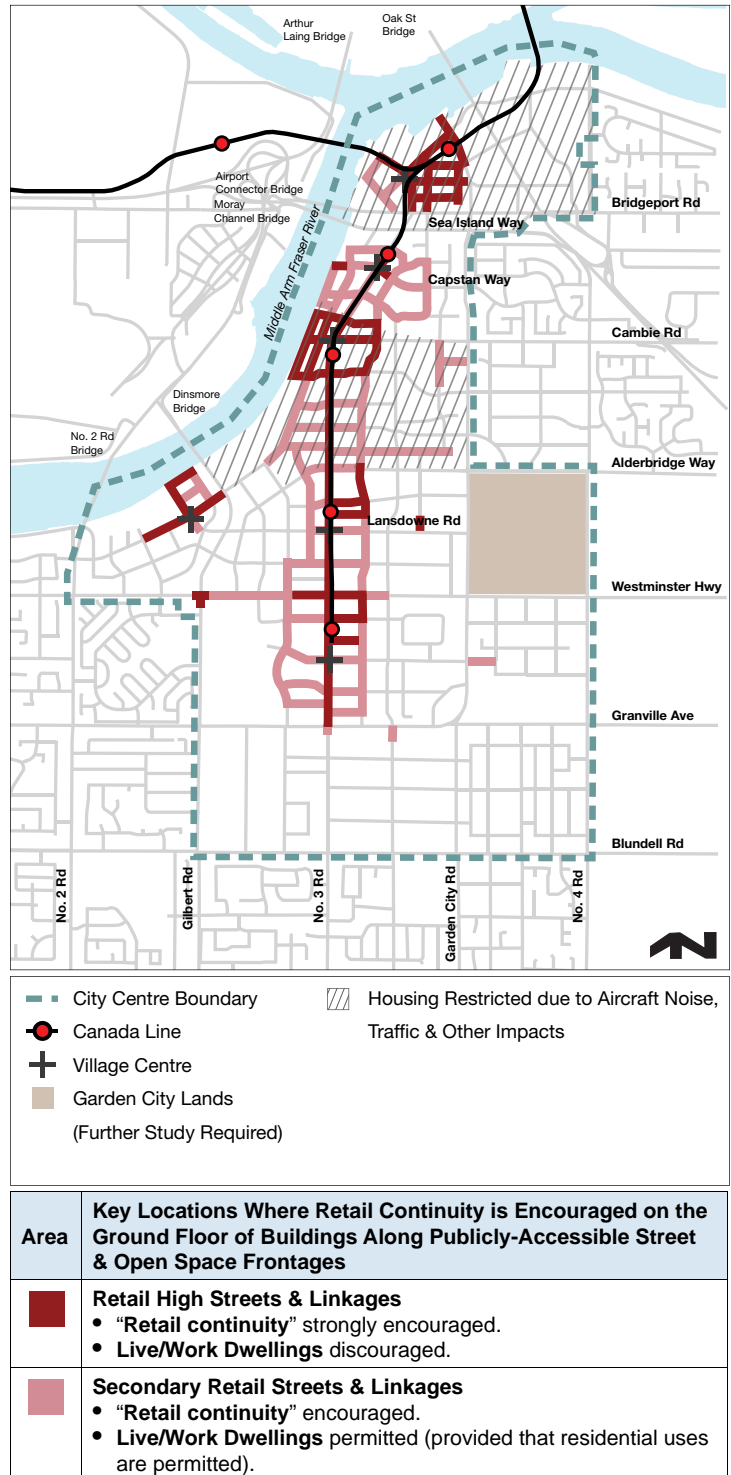 Arthur
Laing Bridge
Oak St
Bridge
Airport
Connector Bridge
Moray
Channel Bridge
Bridgeport Rd
Sea Island Way
Middle Arm Fraser River
Capstan Way
Cambie Rd
Dinsmore
Bridge
No. 2 Rd
Bridge
Alderbridge Way
Lansdowne Rd
Westminster Hwy
Granville Ave
Blundell Rd
No. 2 Rd
Gilbert Rd
No. 3 Rd
Garden City Rd
No. 4 Rd
N
City Centre Boundary
Canada Line
Village Centre
Garden City Lands
(Further Study Required)
Housing Restricted due to Aircraft Noise,
Traffic & Other Impacts
Area
Key Locations Where Retail Continuity is Encouraged on the
Ground Floor of Buildings Along Publicly-Accessible Street
& Open Space Frontages
Retail High Streets & Linkages
• “Retail continuity” strongly encouraged.
• Live/Work Dwellings discouraged.
Secondary Retail Streets & Linkages
• “Retail continuity” encouraged.
• Live/Work Dwellings permitted (provided that residential uses
are permitted).